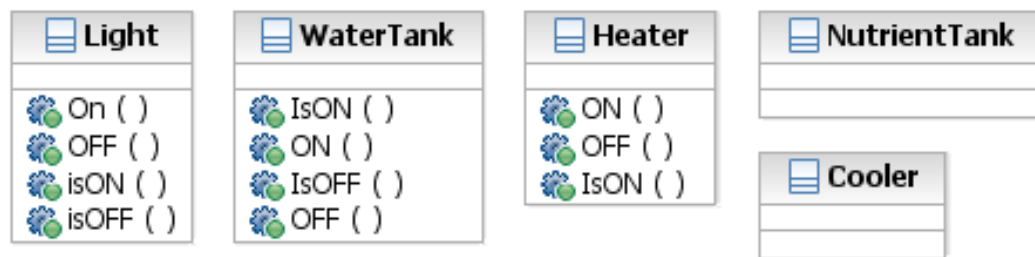 Light
On ( )
OFF ( )
isON ( )
isOFF ( )
WaterTank
IsON ( )
ON ( )
IsOFF ( )
OFF ( )
Heater
ON ( )
OFF ( )
IsON ( )
NutrientTank
Cooler